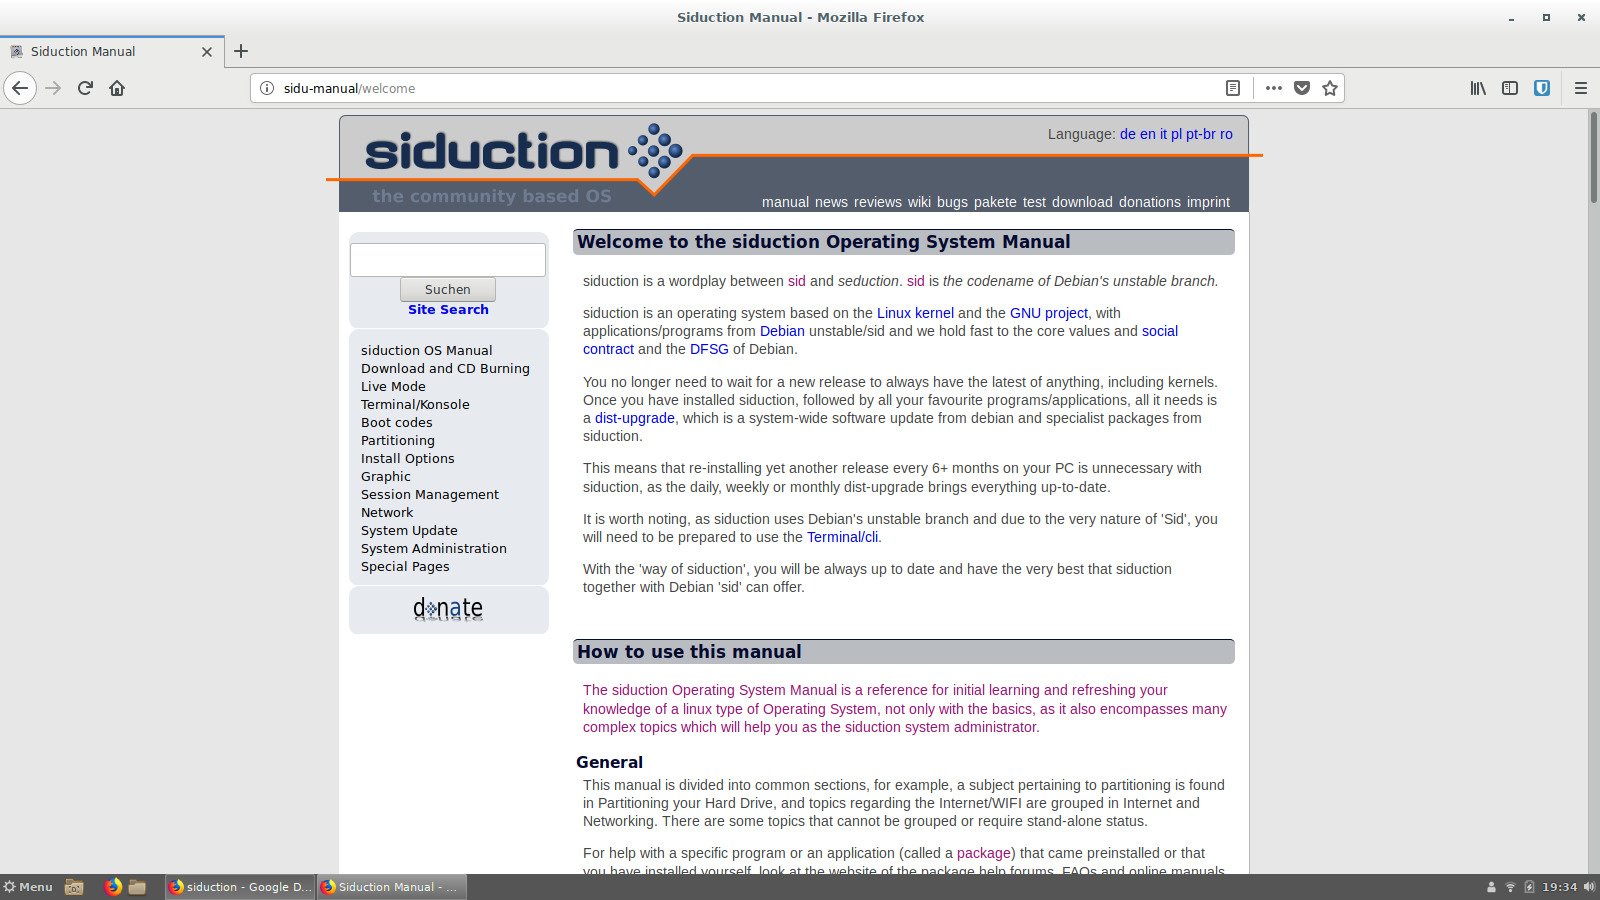 Siduction Manual - Mozilla Firefox
Siduction Manual
sidu-manual/welcome
siduction
the community based OS
Language: de en it pl pt-br ro
manual news reviews wiki bugs pakete test download donations imprint
Suchen
Site Search
siduction OS Manual
Download and CD Burning
Live Mode
Terminal/Konsole
Boot codes
Partitioning
Install Options
Graphic
Session Management
Network
System Update
System Administration
Special Pages
donate
Welcome to the siduction Operating System Manual
siduction is a wordplay between sid and seduction. sid is the codename of Debian's unstable branch.
siduction is an operating system based on the Linux kernel and the GNU project, with
applications/programs from Debian unstable/sid and we hold fast to the core values and social
contract and the DFSG of Debian.
You no longer need to wait for a new release to always have the latest of anything, including kernels.
Once you have installed siduction, followed by all your favourite programs/applications, all it needs is
a dist-upgrade, which is a system-wide software update from debian and specialist packages from
siduction.
This means that re-installing yet another release every 6+ months on your PC is unnecessary with
siduction, as the daily, weekly or monthly dist-upgrade brings everything up-to-date.
It is worth noting, as siduction uses Debian's unstable branch and due to the very nature of 'Sid', you
will need to be prepared to use the Terminal/cli.
With the 'way of siduction', you will be always up to date and have the very best that siduction
together with Debian 'sid' can offer.
How to use this manual
The siduction Operating System Manual is a reference for initial learning and refreshing your
knowledge of a linux type of Operating System, not only with the basics, as it also encompasses many
complex topics which will help you as the siduction system administrator.
General
This manual is divided into common sections, for example, a subject pertaining to partitioning is found
in Partitioning your Hard Drive, and topics regarding the Internet/WIFI are grouped in Internet and
Networking. There are some topics that cannot be grouped or require stand-alone status.
For help with a specific program or an application (called a package) that came preinstalled or that
you have installed yourself, look at the website of the package help forums, FAQs and online manuals
Menu
siduction - Google D...
Siduction Manual - ...
19:34